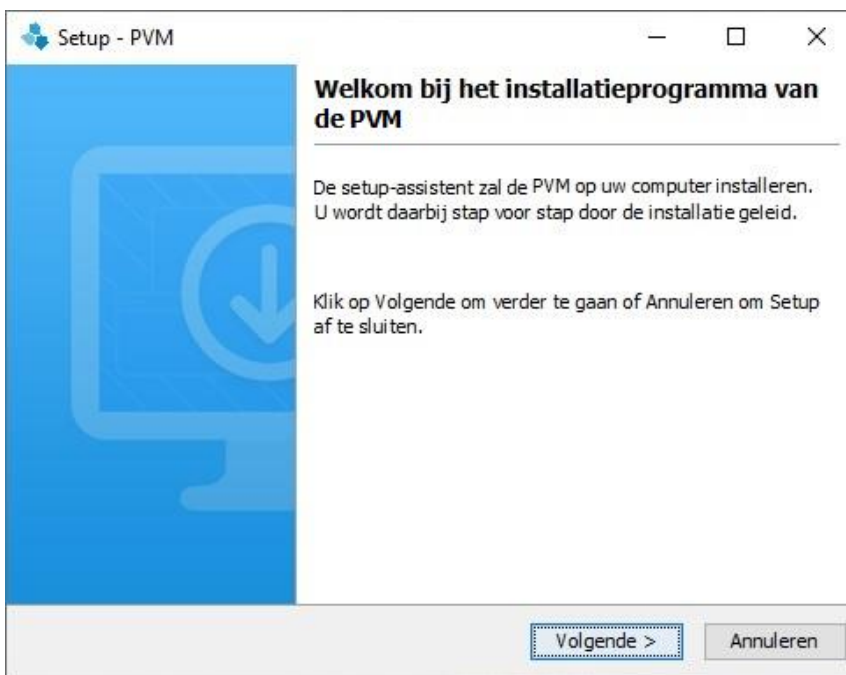 Setup - PVM
Welkom bij het installatieprogramma van
de PVM
De setup-assistent zal de PVM op uw computer installeren.
U wordt daarbij stap voor stap door de installatie geleid.
Klik op Volgende om verder te gaan of Annuleren om Setup
af te sluiten.
Volgende >
Annuleren